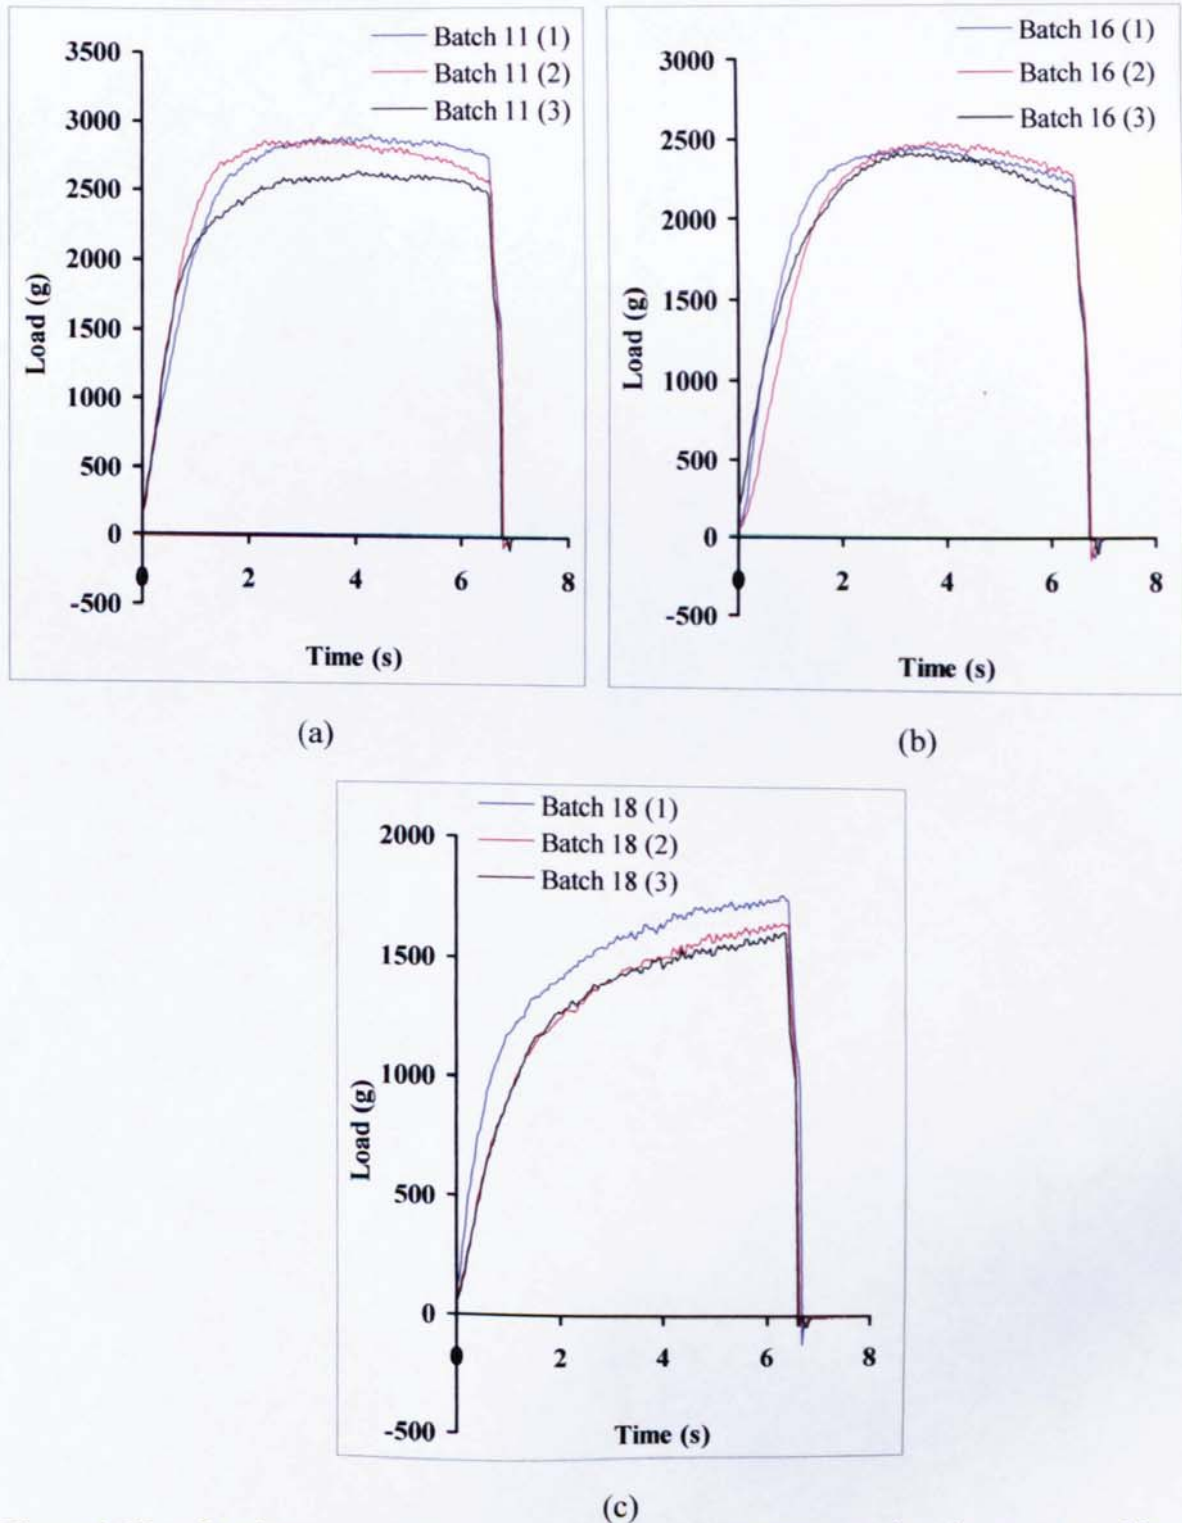 Batch 11 (1)
Batch 11 (2)
Batch 11 (3)
3500
3000
2500
2000
1500
1000
500
0
-500
Load (g)
0 2 4 6 8
Time (s)
(a)
Batch 16 (1)
Batch 16 (2)
Batch 16 (3)
3000
2500
2000
1500
1000
500
0
-500
Load (g)
0 2 4 6 8
Time (s)
(b)
Batch 18 (1)
Batch 18 (2)
Batch 18 (3)
2000
1500
1000
500
0
-500
Load (g)
0 2 4 6 8
Time (s)
(c)